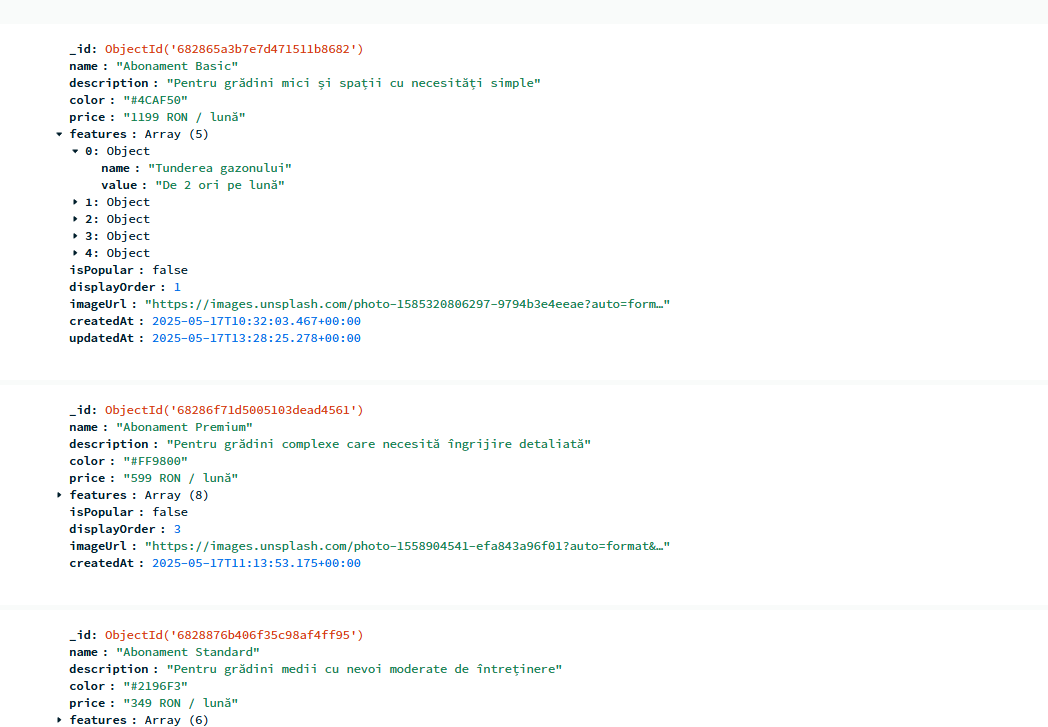 _id: ObjectId('682865a3b7e7d471511b8682')
name : "Abonament Basic"
description : "Pentru grădini mici și spații cu necesități simple"
color : "#4CAF50"
price : "1199 RON / lună"
features : Array (5)
0: Object
name : "Tunderea gazonului"
value : "De 2 ori pe lună"
1: Object
2: Object
3: Object
4: Object
isPopular : false
displayOrder : 1
imageUrl : "https://images.unsplash.com/photo-1585320806297-9794b3e4eeae?auto=form…"
createdAt : 2025-05-17T10:32:03.467+00:00
updatedAt : 2025-05-17T13:28:25.278+00:00
_id: ObjectId('68286f71d5005103dead4561')
name : "Abonament Premium"
description : "Pentru grădini complexe care necesită îngrijire detaliată"
color : "#FF9800"
price : "599 RON / lună"
features : Array (8)
isPopular : false
displayOrder : 3
imageUrl : "https://images.unsplash.com/photo-1558904541-efa843a96f01?auto=format&…"
createdAt : 2025-05-17T11:13:53.175+00:00
_id: ObjectId('6828876b406f35c98af4ff95')
name : "Abonament Standard"
description : "Pentru grădini medii cu nevoi moderate de întreținere"
color : "#2196F3"
price : "349 RON / lună"
features : Array (6)